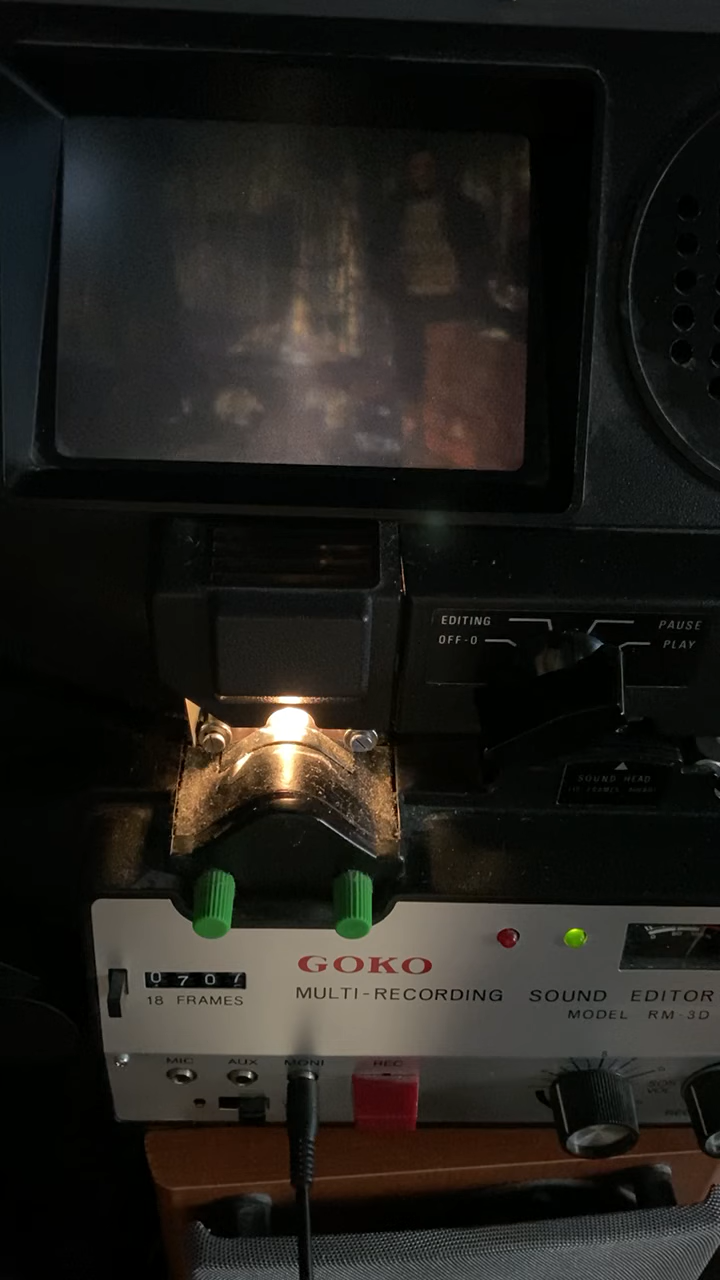 EDITING
PAUSE
OFF-O
PLAY
SOUND HEAD
GOKO
0707
18 FRAMES
MULTI-RECORDING SOUND EDITOR
MODEL RM-3D
MIC AUX MONI REC
VOL